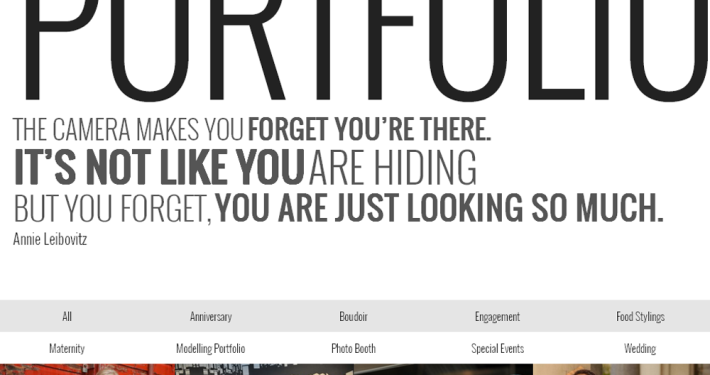 PORTFOLIO
THE CAMERA MAKES YOU FORGET YOU'RE THERE.
IT'S NOT LIKE YOU ARE HIDING
BUT YOU FORGET, YOU ARE JUST LOOKING SO MUCH.
Annie Leibovitz
All Anniversary Boudoir Engagement Food Stylings
Maternity Modelling Portfolio Photo Booth Special Events Wedding